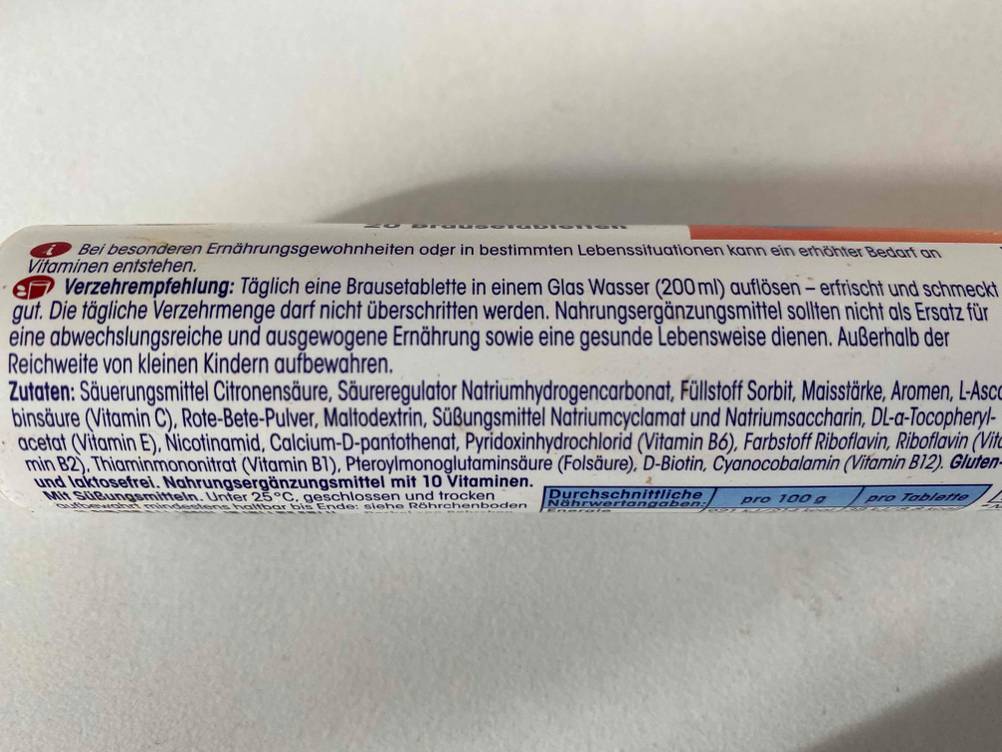 20 Brausetabletten
Bei besonderen Ernährungsgewohnheiten oder in bestimmten Lebenssituationen kann ein erhöhter Bedarf an
Vitaminen entstehen.
Verzehrempfehlung: Täglich eine Brausetablette in einem Glas Wasser (200ml) auflösen – erfrischt und schmeckt
gut. Die tägliche Verzehrmenge darf nicht überschritten werden. Nahrungsergänzungsmittel sollten nicht als Ersatz für
eine abwechslungsreiche und ausgewogene Ernährung sowie eine gesunde Lebensweise dienen. Außerhalb der
Reichweite von kleinen Kindern aufbewahren.
Zutaten: Säuerungsmittel Citronensäure, Säureregulator Natriumhydrogencarbonat, Füllstoff Sorbit, Maisstärke, Aromen, L-Asco
binsäure (Vitamin C), Rote-Bete-Pulver, Maltodextrin, Süßungsmittel Natriumcyclamat und Natriumsaccharin, DL-α-Tocopheryl-
acetat (Vitamin E), Nicotinamid, Calcium-D-pantothenat, Pyridoxinhydrochlorid (Vitamin B6), Farbstoff Riboflavin, Riboflavin (Vita
min B2), Thiaminmononitrat (Vitamin B1), Pteroylmonoglutaminsäure (Folsäure), D-Biotin, Cyanocobalamin (Vitamin B12). Gluten-
und laktosefrei. Nahrungsergänzungsmittel mit 10 Vitaminen.
Mit Süßungsmitteln. Unter 25°C, geschlossen und trocken
aufbewahrt mindestens haltbar bis Ende: siehe Röhrchenboden
Durchschnittliche pro 100 g pro Tablette
Nährwertangaben:
Energie